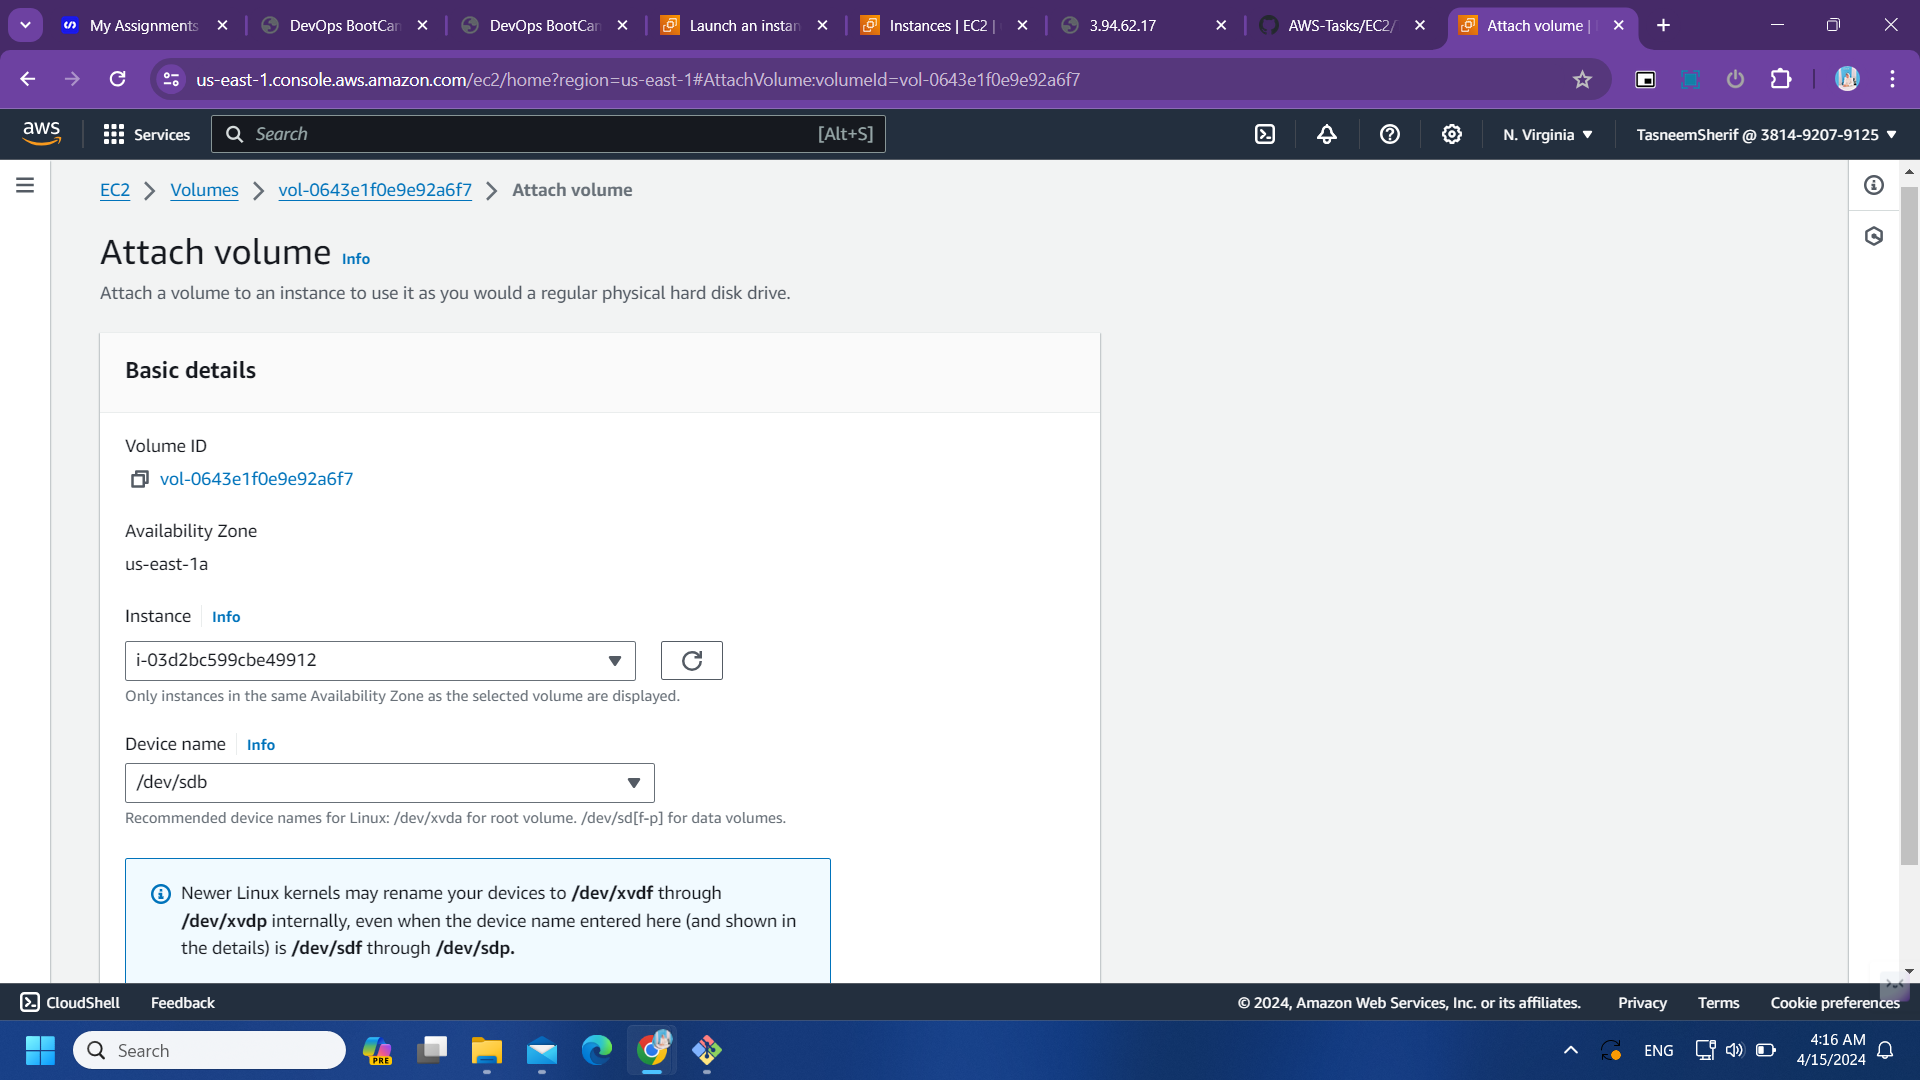 My Assignments
DevOps BootCan
DevOps BootCan
Launch an instan
Instances | EC2 |
3.94.62.17
AWS-Tasks/EC2/
Attach volume |
us-east-1.console.aws.amazon.com/ec2/home?region=us-east-1#AttachVolume:volumeId=vol-0643e1f0e9e92a6f7
aws
Services
Search
[Alt+S]
N. Virginia
TasneemSherif @ 3814-9207-9125
EC2
Volumes
vol-0643e1f0e9e92a6f7
Attach volume
Attach volume Info
Attach a volume to an instance to use it as you would a regular physical hard disk drive.
Basic details
Volume ID
vol-0643e1f0e9e92a6f7
Availability Zone
us-east-1a
Instance Info
i-03d2bc599cbe49912
Only instances in the same Availability Zone as the selected volume are displayed.
Device name Info
/dev/sdb
Recommended device names for Linux: /dev/xvda for root volume. /dev/sd[f-p] for data volumes.
Newer Linux kernels may rename your devices to /dev/xvdf through
/dev/xvdp internally, even when the device name entered here (and shown in
the details) is /dev/sdf through /dev/sdp.
CloudShell
Feedback
© 2024, Amazon Web Services, Inc. or its affiliates.
Privacy
Terms
Cookie preferences
Search
PRE
ENG
4:16 AM
4/15/2024